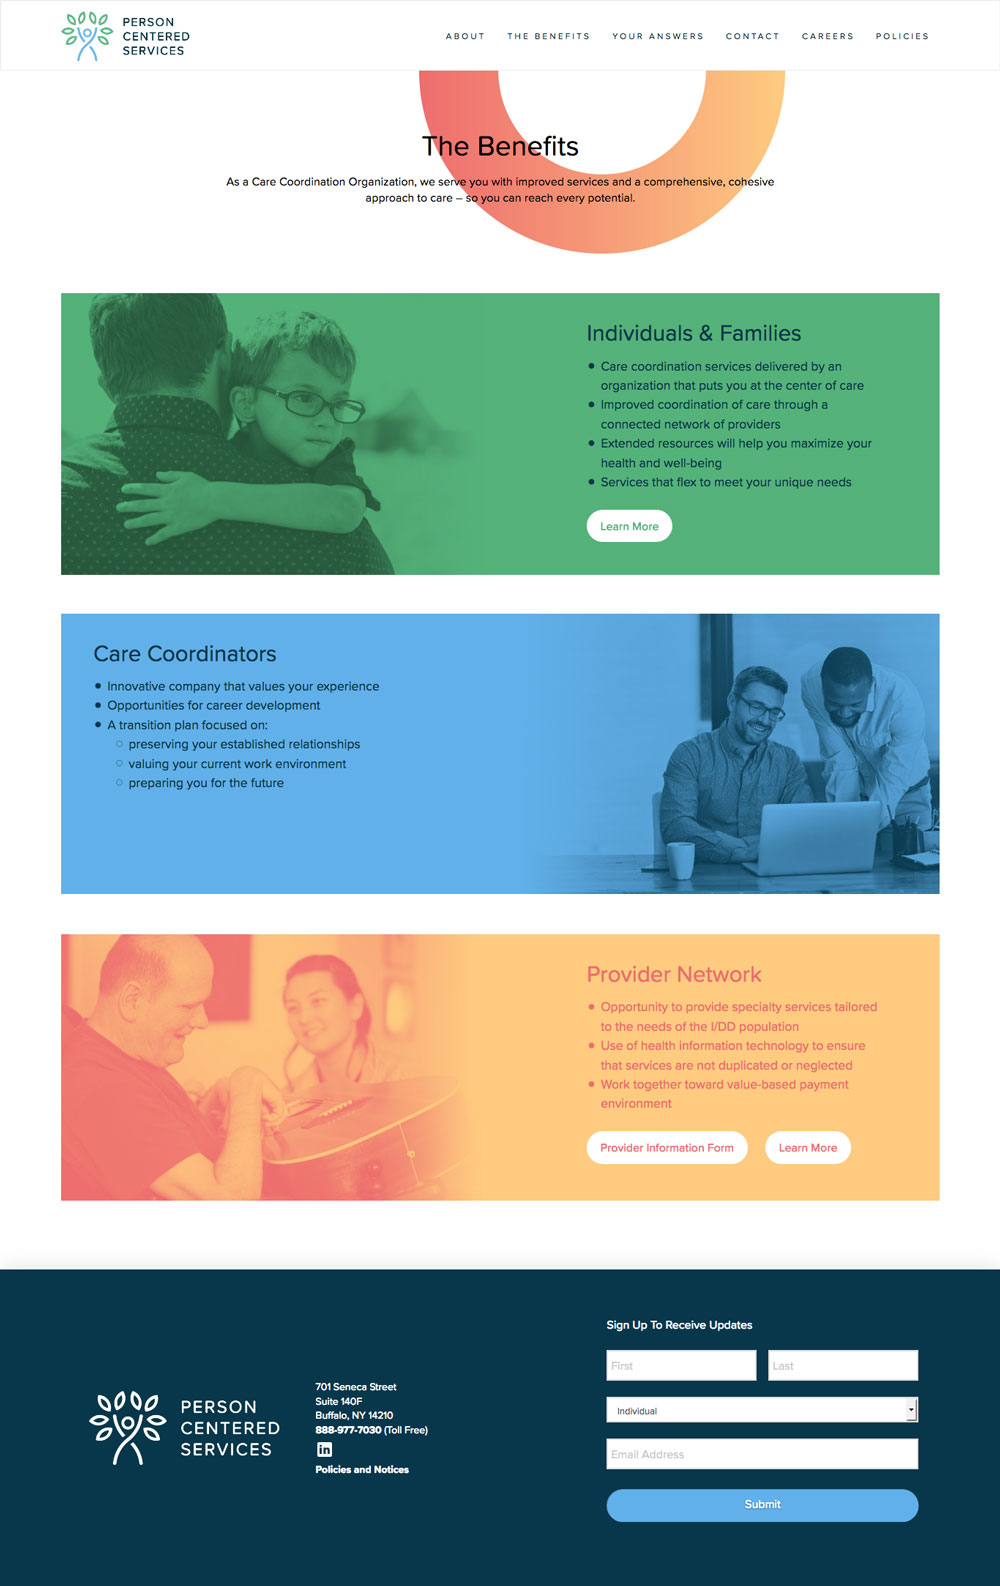 PERSON
CENTERED
SERVICES
ABOUT THE BENEFITS YOUR ANSWERS CONTACT CAREERS POLICIES
The Benefits
As a Care Coordination Organization, we serve you with improved services and a comprehensive, cohesive
approach to care – so you can reach every potential.
Individuals & Families
Care coordination services delivered by an
organization that puts you at the center of care
Improved coordination of care through a
connected network of providers
Extended resources will help you maximize your
health and well-being
Services that flex to meet your unique needs
Learn More
Care Coordinators
Innovative company that values your experience
Opportunities for career development
A transition plan focused on:
preserving your established relationships
valuing your current work environment
preparing you for the future
Provider Network
Opportunity to provide specialty services tailored
to the needs of the I/DD population
Use of health information technology to ensure
that services are not duplicated or neglected
Work together toward value-based payment
environment
Provider Information Form Learn More
PERSON
CENTERED
SERVICES
701 Seneca Street
Suite 140F
Buffalo, NY 14210
888-977-7030 (Toll Free)
in
Policies and Notices
Sign Up To Receive Updates
First Last
Individual
Email Address
Submit